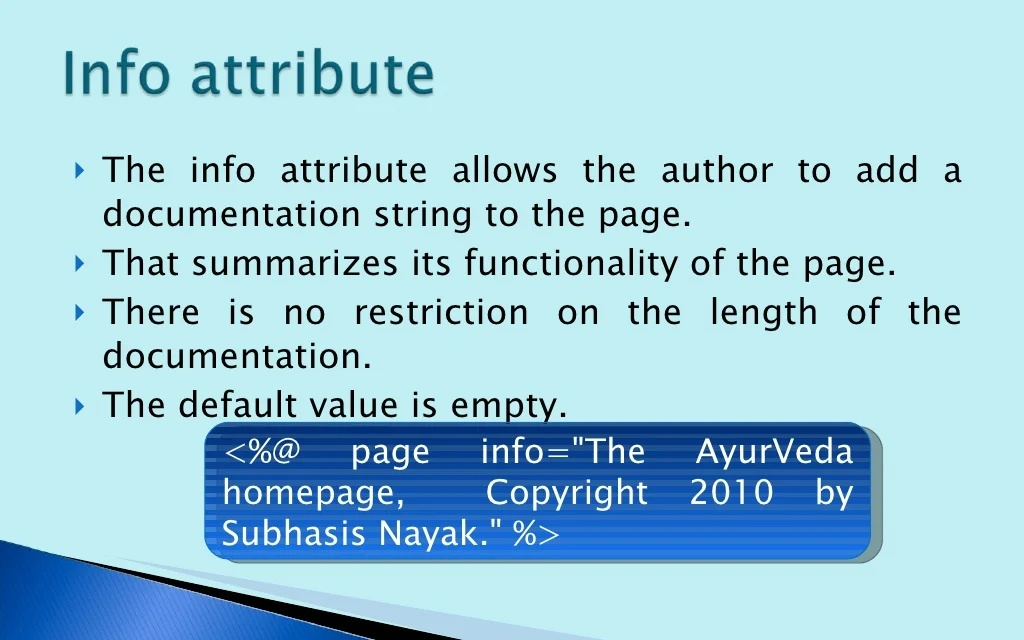 Info attribute
The info attribute allows the author to add a
documentation string to the page.
That summarizes its functionality of the page.
There is no restriction on the length of the
documentation.
The default value is empty.
<%@ page info="The AyurVeda
homepage, Copyright 2010 by
Subhasis Nayak." %>